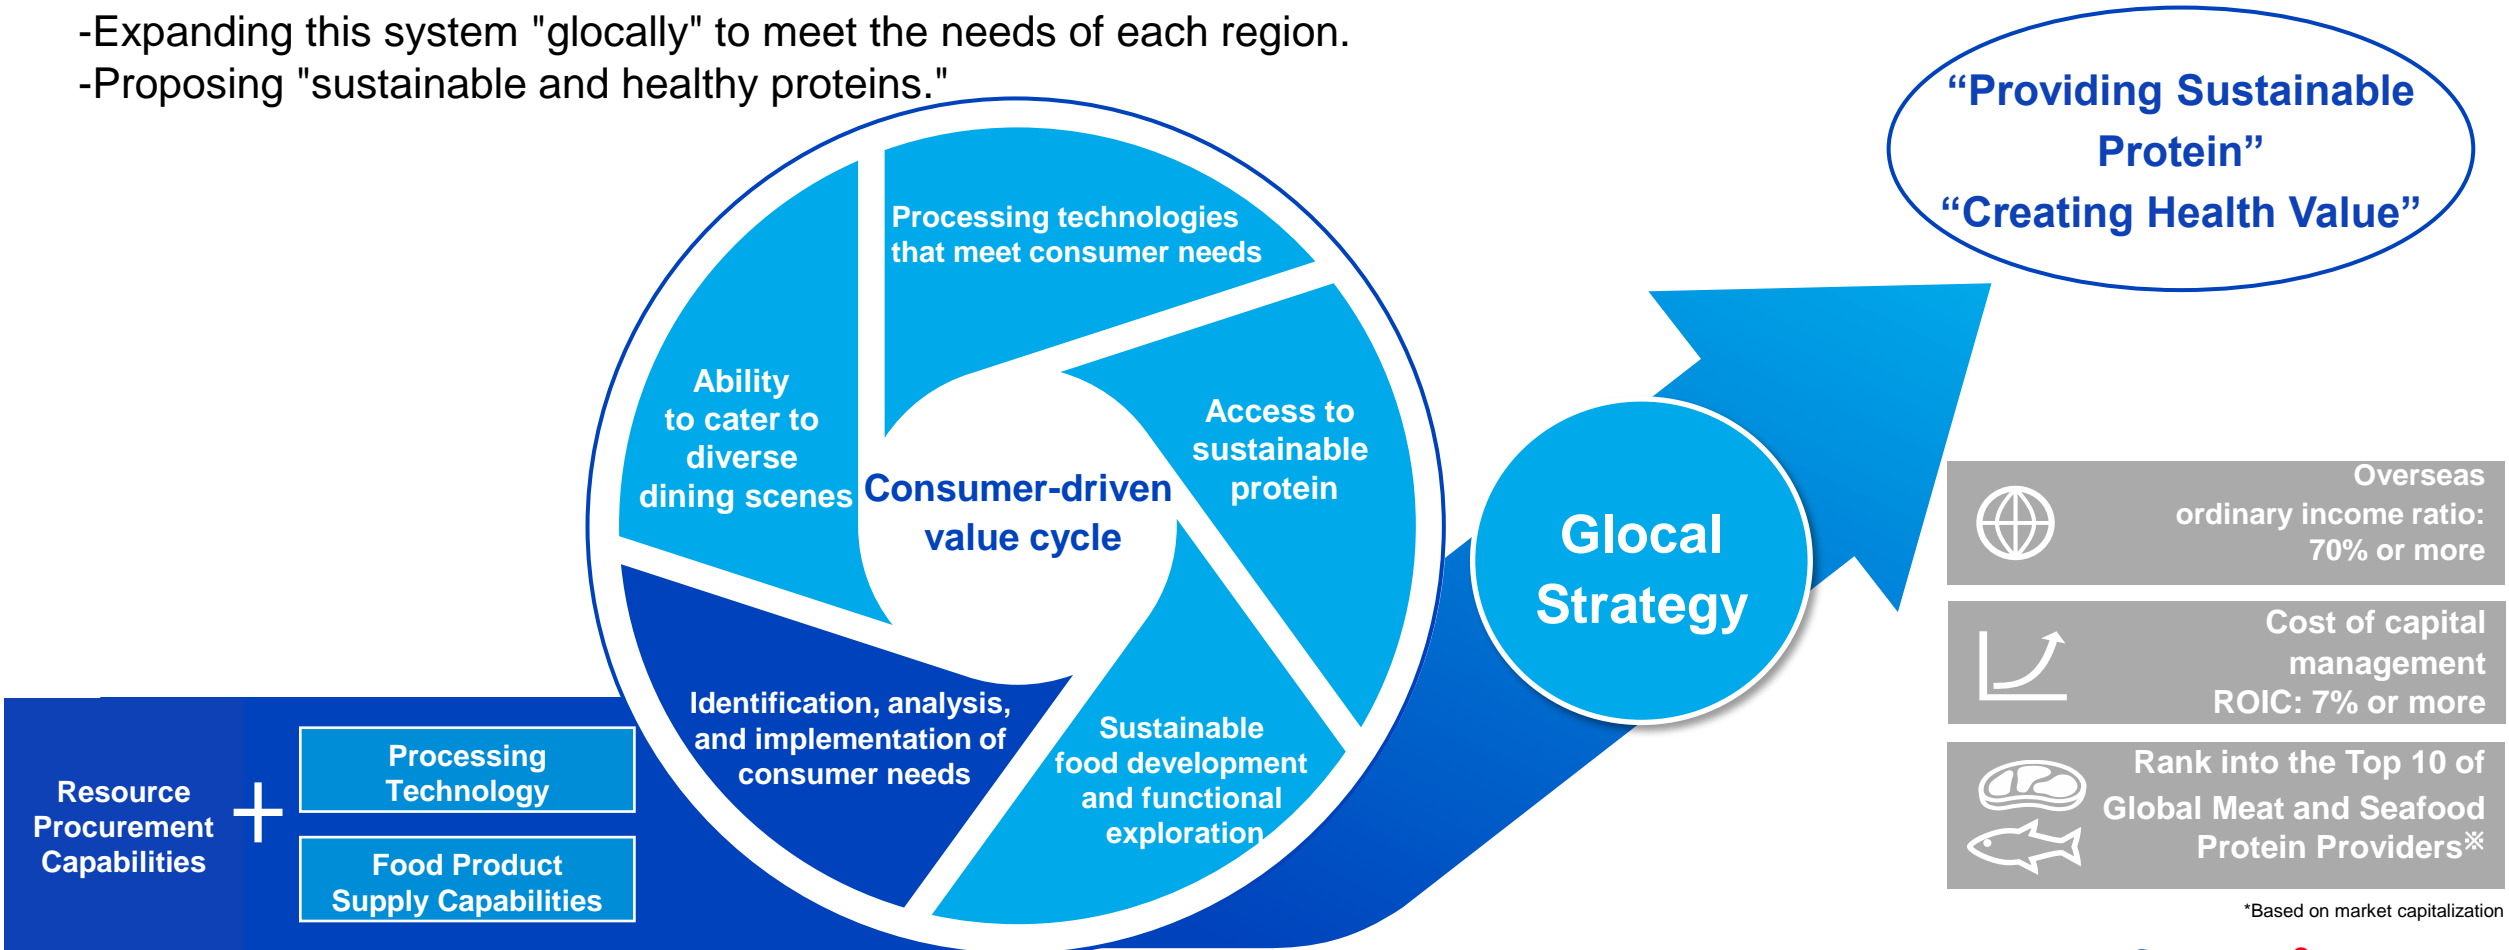 -Expanding this system "glocally" to meet the needs of each region.
-Proposing "sustainable and healthy proteins."
“Providing Sustainable
Protein”
“Creating Health Value”
Processing technologies
that meet consumer needs
Ability
to cater to
diverse
dining scenes
Access to
sustainable
protein
Consumer-driven
value cycle
Identification, analysis,
and implementation of
consumer needs
Sustainable
food development
and functional
exploration
Glocal
Strategy
Resource
Procurement
Capabilities
+
Processing
Technology
Food Product
Supply Capabilities
Overseas
ordinary income ratio:
70% or more
Cost of capital
management
ROIC: 7% or more
Rank into the Top 10 of
Global Meat and Seafood
Protein Providers※
*Based on market capitalization